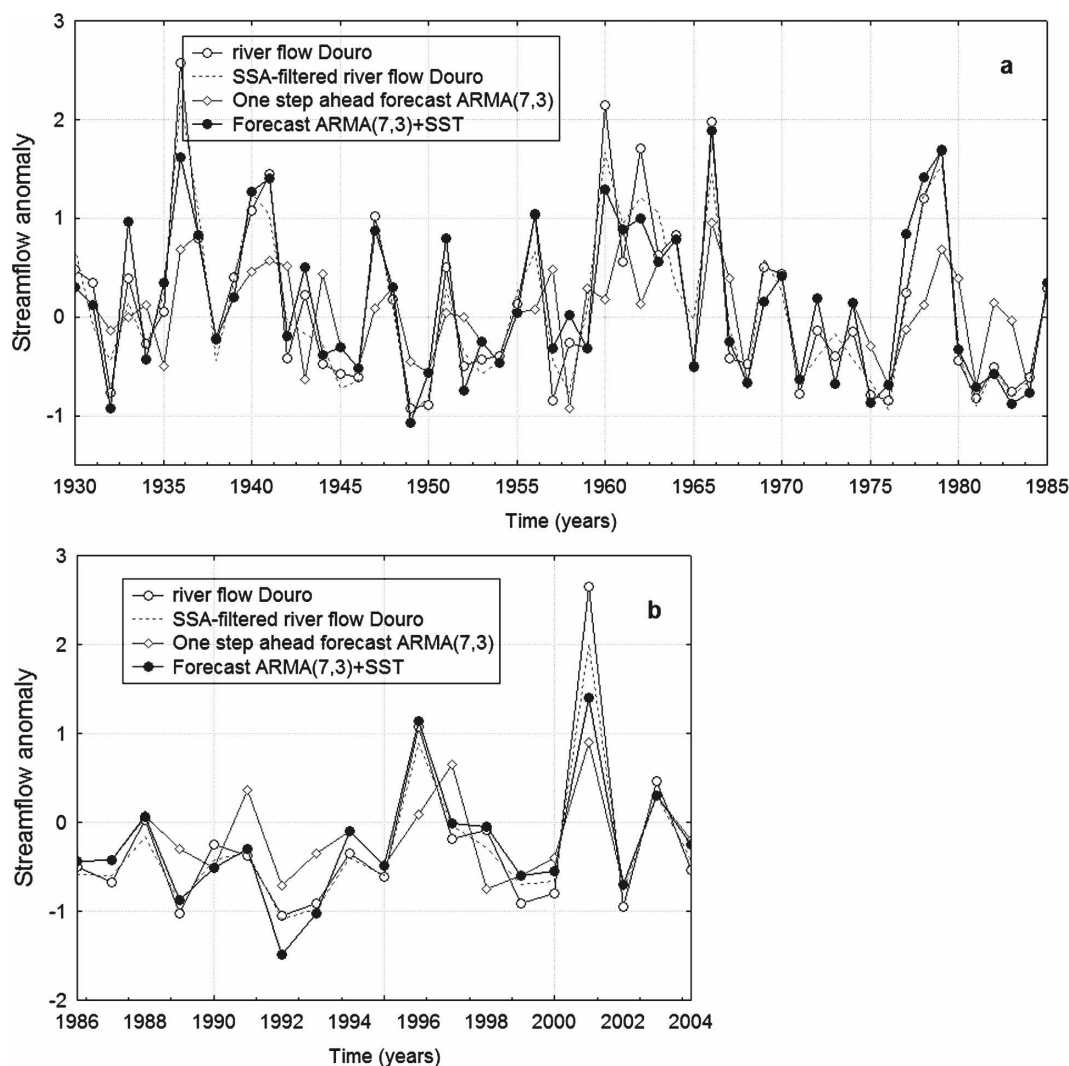 3
2
1
0
-1
Streamflow anomaly
river flow Douro
SSA-filtered river flow Douro
One step ahead forecast ARMA(7,3)
Forecast ARMA(7,3)+SST
a
1930 1935 1940 1945 1950 1955 1960 1965 1970 1975 1980 1985
Time (years)
3
2
1
0
-1
-2
Streamflow anomaly
river flow Douro
SSA-filtered river flow Douro
One step ahead forecast ARMA(7,3)
Forecast ARMA(7,3)+SST
b
1986 1988 1990 1992 1994 1996 1998 2000 2002 2004
Time (years)